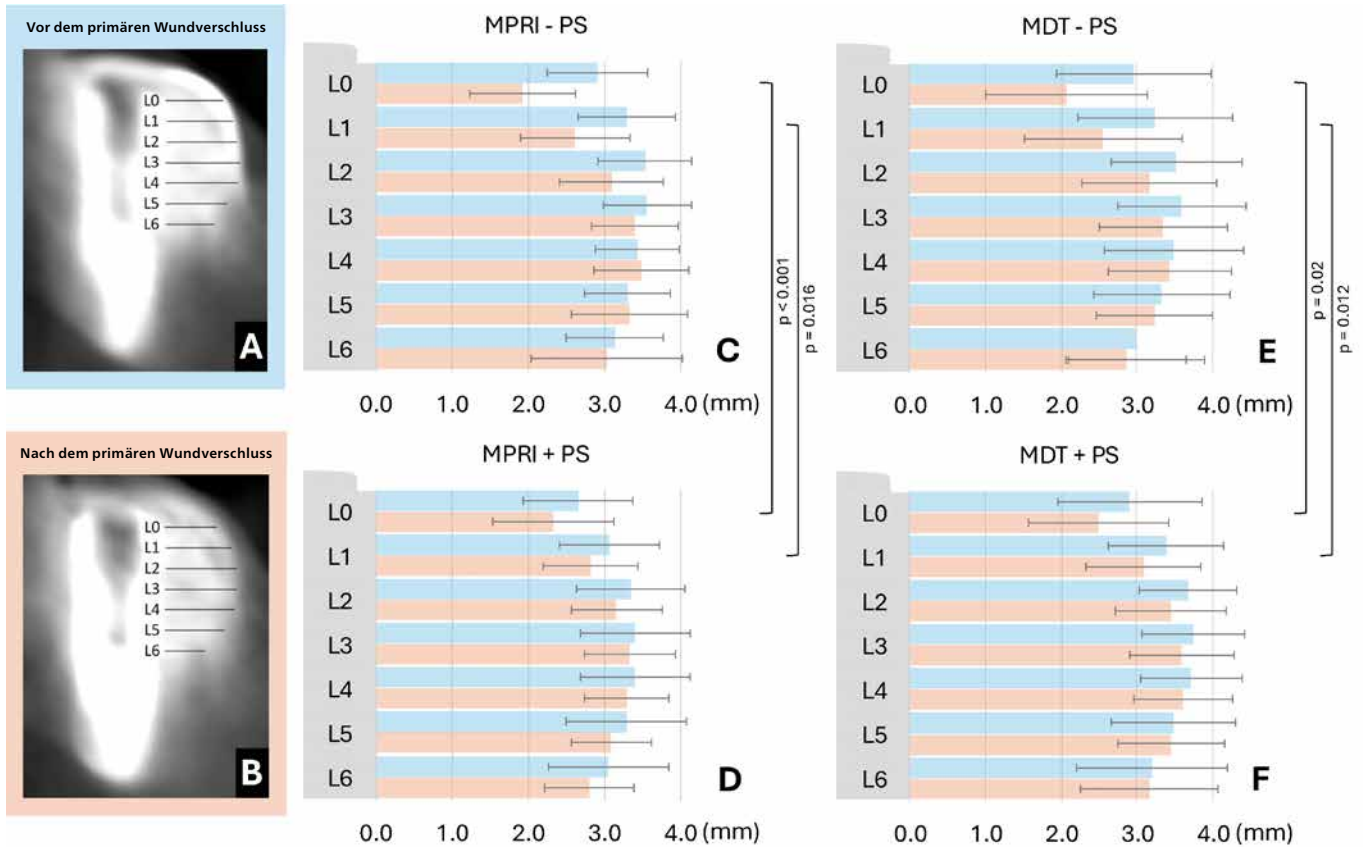 Vor dem primären Wundverschluss
L0
L1
L2
L3
L4
L5
L6
A
MPRI - PS
L0
L1
L2
L3
L4
L5
L6
C
0.0 1.0 2.0 3.0 4.0 (mm)
MDT - PS
L0
L1
L2
L3
L4
L5
L6
E
0.0 1.0 2.0 3.0 4.0 (mm)
p < 0.001
p = 0.016
p = 0.02
p = 0.012
Nach dem primären Wundverschluss
L0
L1
L2
L3
L4
L5
L6
B
MPRI + PS
L0
L1
L2
L3
L4
L5
L6
D
0.0 1.0 2.0 3.0 4.0 (mm)
MDT + PS
L0
L1
L2
L3
L4
L5
L6
F
0.0 1.0 2.0 3.0 4.0 (mm)